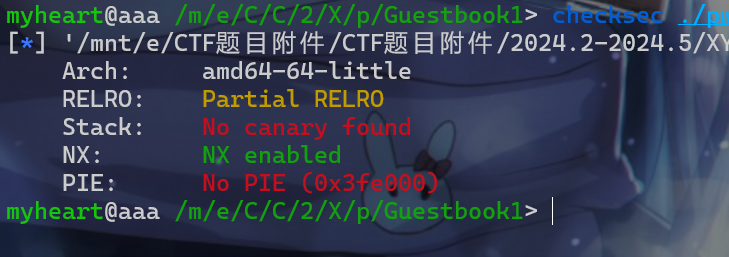 myheart@aaa /m/e/C/C/2/X/p/Guestbook1> checksec ./pw
[*] '/mnt/e/CTF题目附件/CTF题目附件/2024.2-2024.5/XY
Arch: amd64-64-little
RELRO: Partial RELRO
Stack: No canary found
NX: NX enabled
PIE: No PIE (0x3fe000)
myheart@aaa /m/e/C/C/2/X/p/Guestbook1>